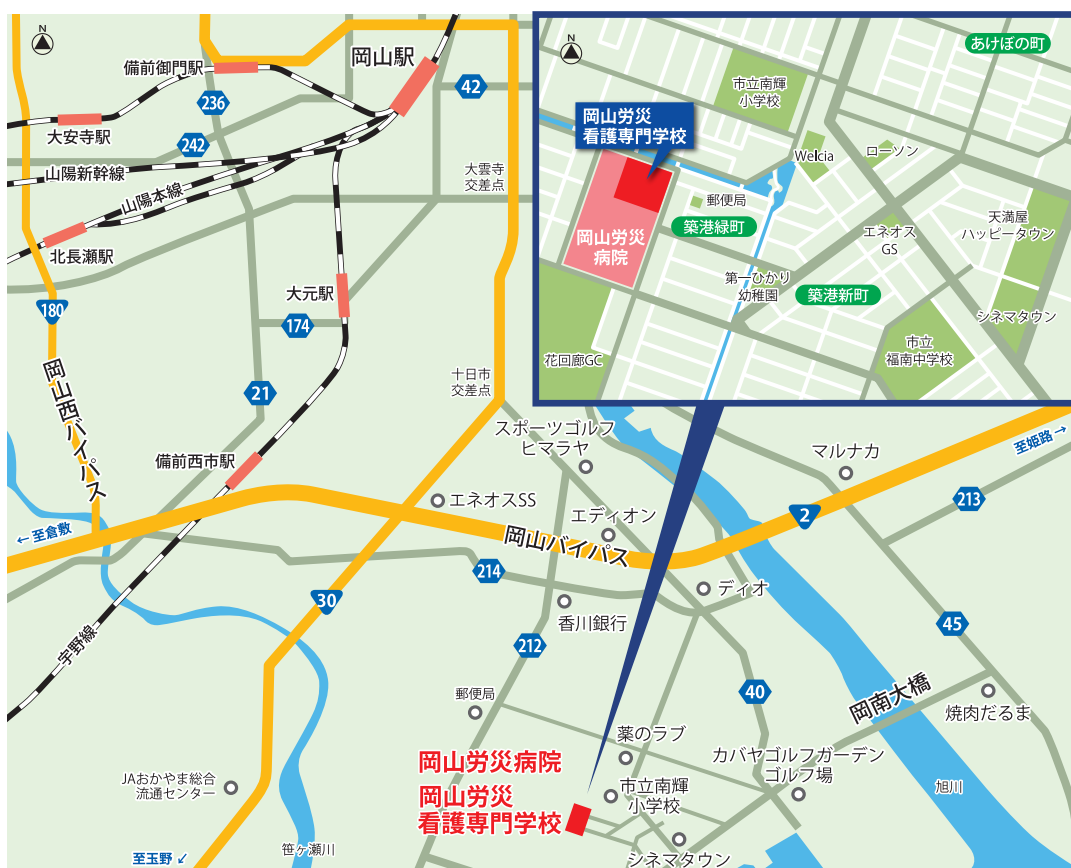 N
備前御門駅
岡山駅
236
42
大安寺駅
242
山陽新幹線
山陽本線
大雲寺
交差点
北長瀬駅
大元駅
180
174
岡山西バイパス
21
十日市
交差点
備前西市駅
N
あけぼの町
市立南輝
小学校
岡山労災
看護専門学校
Welcia
ローソン
郵便局
築港緑町
天満屋
ハッピータウン
岡山労災
病院
エネオス
GS
第一ひかり
幼稚園
築港新町
シネマタウン
花回廊GC
市立
福南中学校
スポーツゴルフ
ヒマラヤ
マルナカ
至姫路 →
エネオスSS
213
エディオン
2
← 至倉敷
岡山バイパス
214
ディオ
30
香川銀行
45
212
宇野線
40
岡南大橋
郵便局
焼肉だるま
薬のラブ
カバヤゴルフガーデン
ゴルフ場
岡山労災病院
JAおかやま総合
流通センター
市立南輝
小学校
旭川
岡山労災
看護専門学校
笹ヶ瀬川
至玉野 ↙
シネマタウン